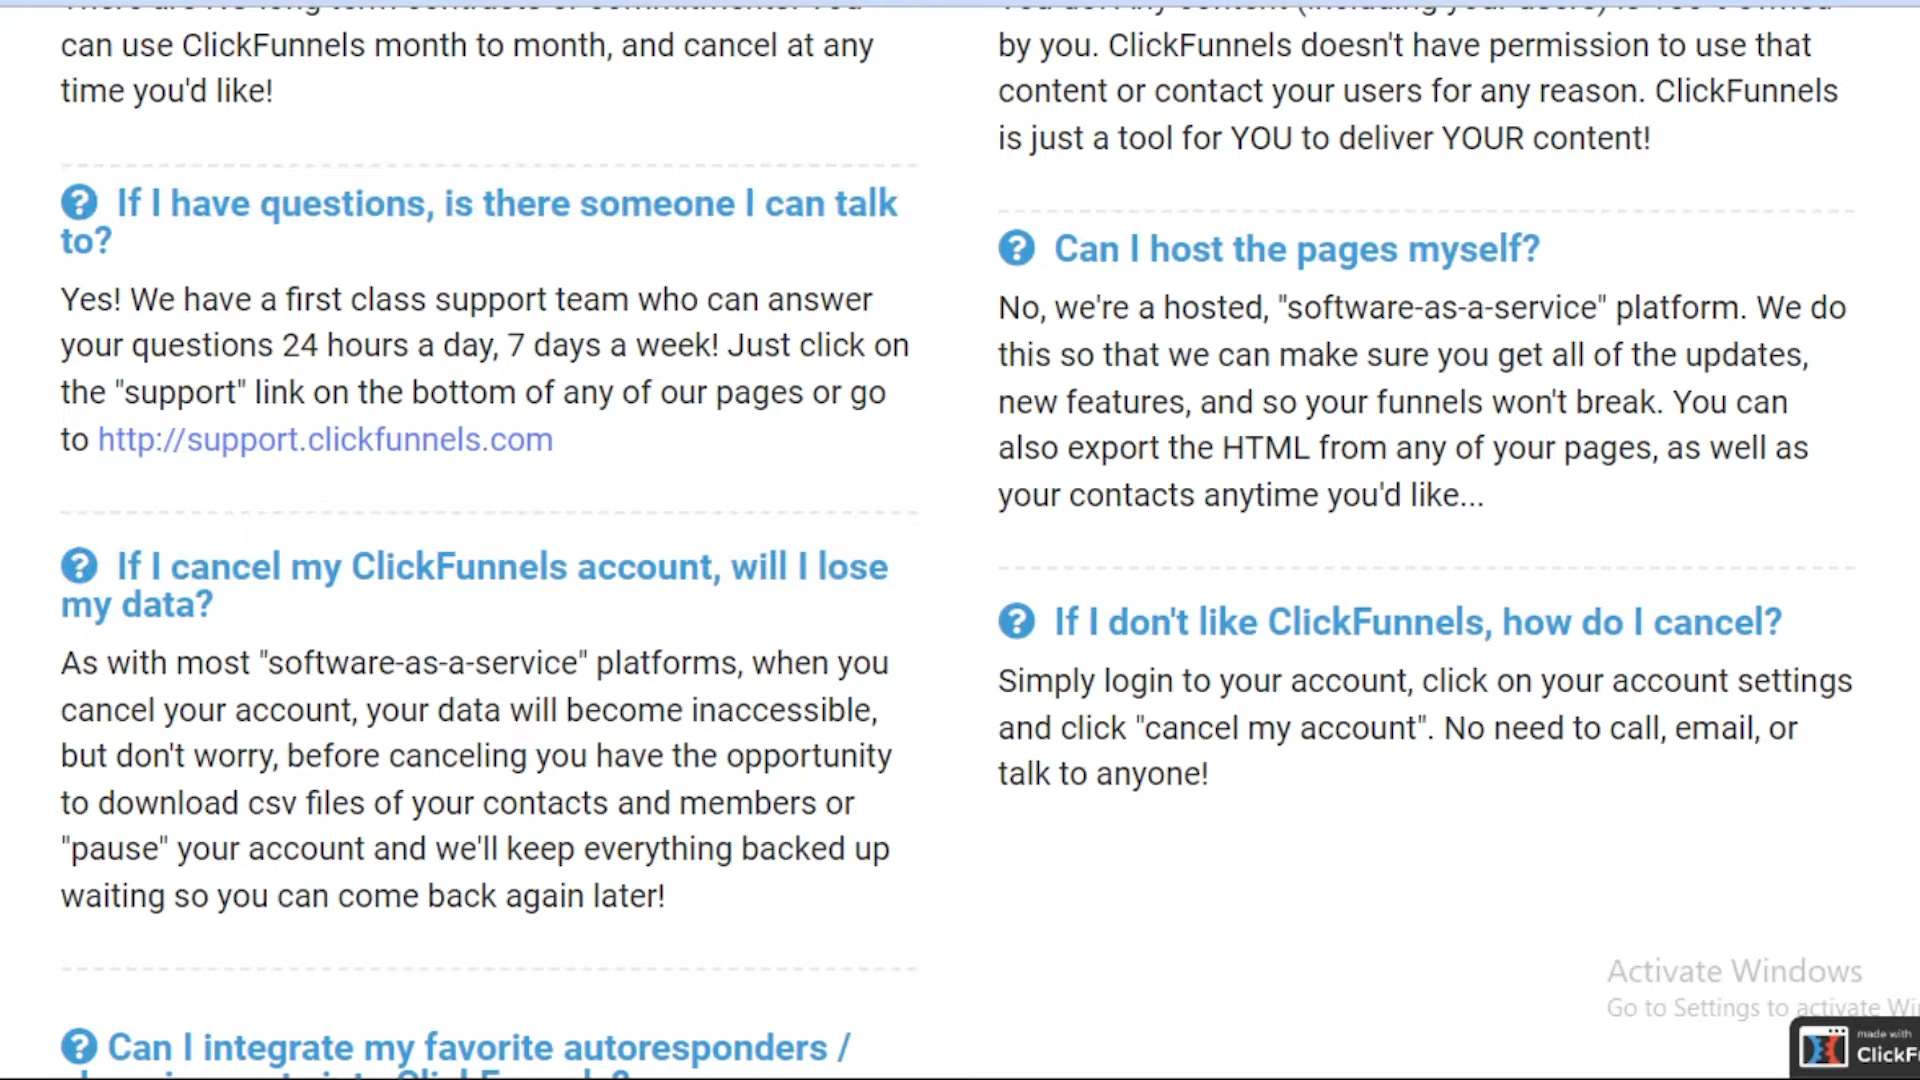 can use ClickFunnels month to month, and cancel at any
time you'd like!
If I have questions, is there someone I can talk
to?
Yes! We have a first class support team who can answer
your questions 24 hours a day, 7 days a week! Just click on
the "support" link on the bottom of any of our pages or go
to http://support.clickfunnels.com
If I cancel my ClickFunnels account, will I lose
my data?
As with most "software-as-a-service" platforms, when you
cancel your account, your data will become inaccessible,
but don't worry, before canceling you have the opportunity
to download csv files of your contacts and members or
"pause" your account and we'll keep everything backed up
waiting so you can come back again later!
Can I integrate my favorite autoresponders /
by you. ClickFunnels doesn't have permission to use that
content or contact your users for any reason. ClickFunnels
is just a tool for YOU to deliver YOUR content!
Can I host the pages myself?
No, we're a hosted, "software-as-a-service" platform. We do
this so that we can make sure you get all of the updates,
new features, and so your funnels won't break. You can
also export the HTML from any of your pages, as well as
your contacts anytime you'd like...
If I don't like ClickFunnels, how do I cancel?
Simply login to your account, click on your account settings
and click "cancel my account". No need to call, email, or
talk to anyone!
Activate Windows
Go to Settings to activate Wi
made with
ClickF